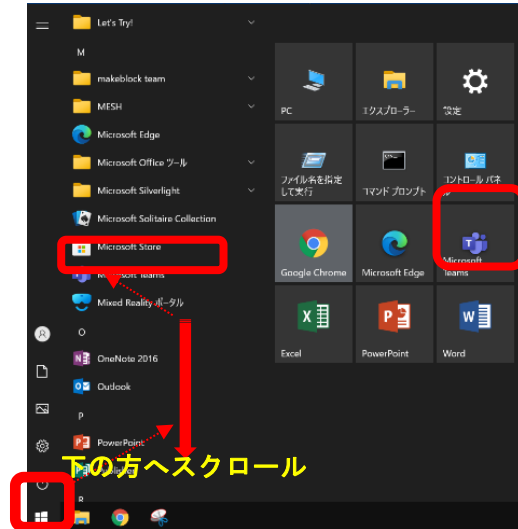 Let's Try!
M
makeblock team
MESH
Microsoft Edge
Microsoft Office ツール
Microsoft Silverlight
Microsoft Solitaire Collection
Microsoft Store
Microsoft Teams
Mixed Reality ポータル
O
OneNote 2016
Outlook
P
PowerPoint
下の方へスクロール
R
PC
エクスプローラー
設定
ファイル名を指定
して実行
コマンド プロンプト
コントロール パネ
ル
Google Chrome
Microsoft Edge
Microsoft
Teams
Excel
PowerPoint
Word